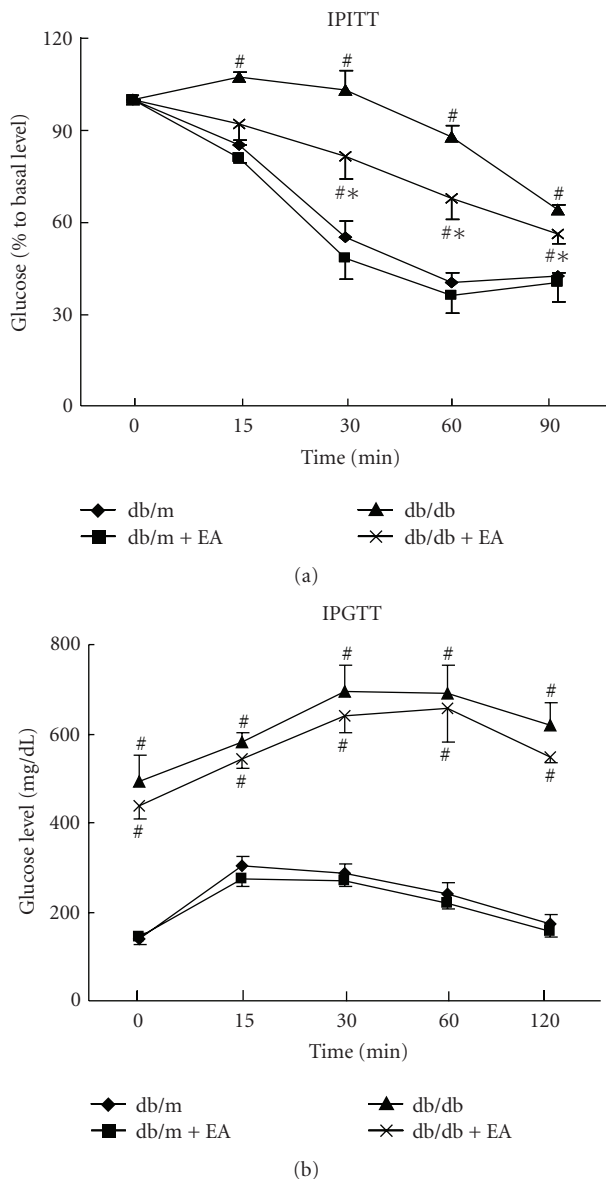 IPITT
120
90
60
30
0
Glucose (% to basal level)
# # # # #* #* #*
0 15 30 60 90
Time (min)
db/m db/db
db/m + EA db/db + EA
(a)
IPGTT
800
600
400
200
0
Glucose level (mg/dL)
# # # # #
# # # # #
0 15 30 60 120
Time (min)
db/m db/db
db/m + EA db/db + EA
(b)